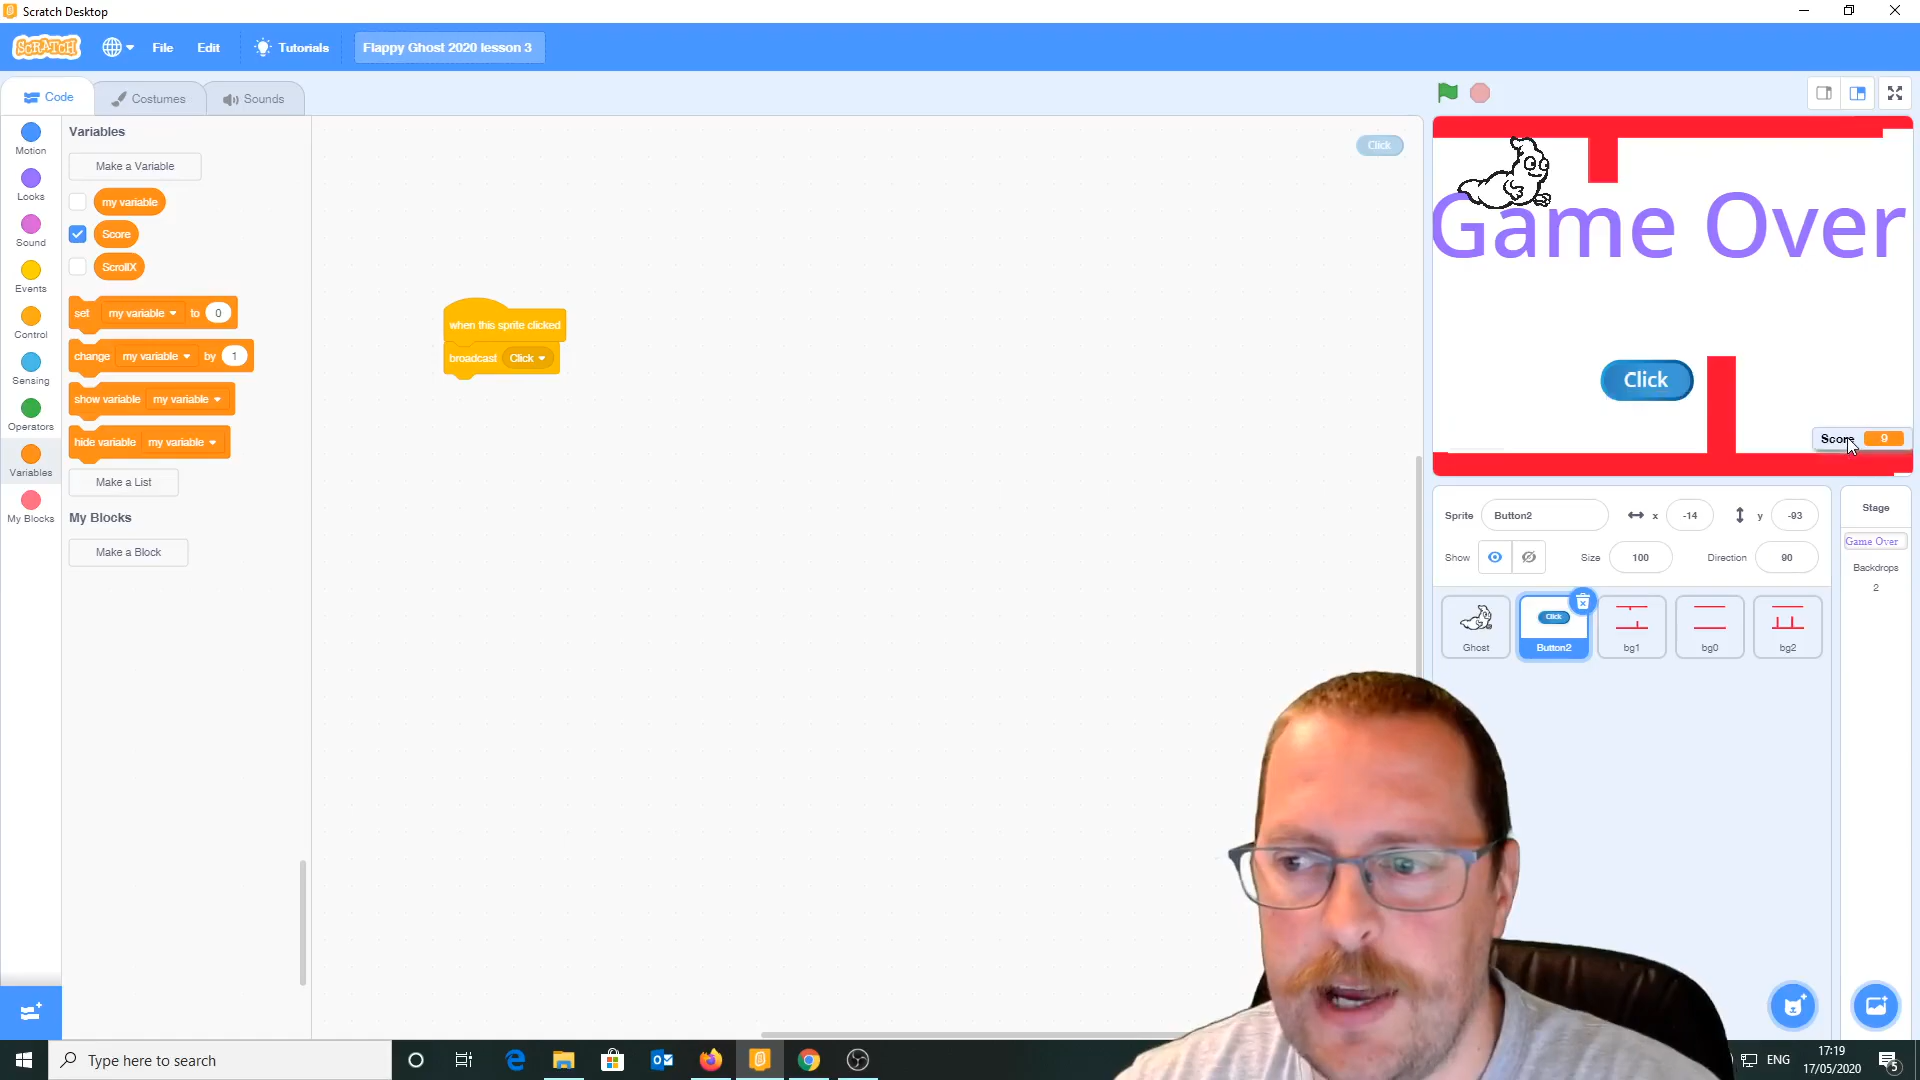 Scratch Desktop
SCRATCH
File
Edit
Tutorials
Flappy Ghost 2020 lesson 3
Code
Costumes
Sounds
Motion
Looks
Sound
Events
Control
Sensing
Operators
Variables
My Blocks
Variables
Make a Variable
my variable
Score
ScrollX
set my variable to 0
change my variable by 1
show variable my variable
hide variable my variable
Make a List
My Blocks
Make a Block
when this sprite clicked
broadcast Click
Click
Game Over
Click
Score 9
Sprite Button2 x -14 y -93
Show Size 100 Direction 90
Ghost
Click
Button2
bg1
bg0
bg2
Stage
Game Over
Backdrops
2
Type here to search
ENG
17:19
17/05/2020
5